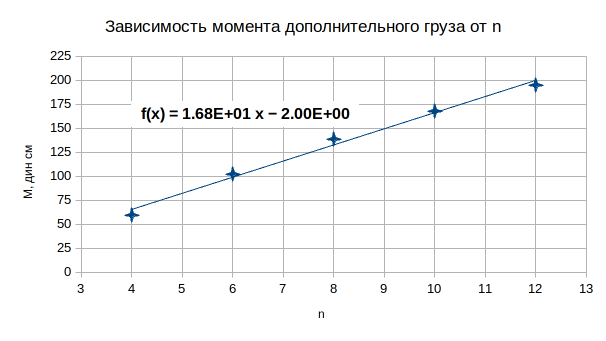 Зависимость момента дополнительного груза от n
225
200
175
150
125
100
75
50
25
0
М, дин см
f(x) = 1.68E+01 x − 2.00E+00
3 4 5 6 7 8 9 10 11 12 13
n